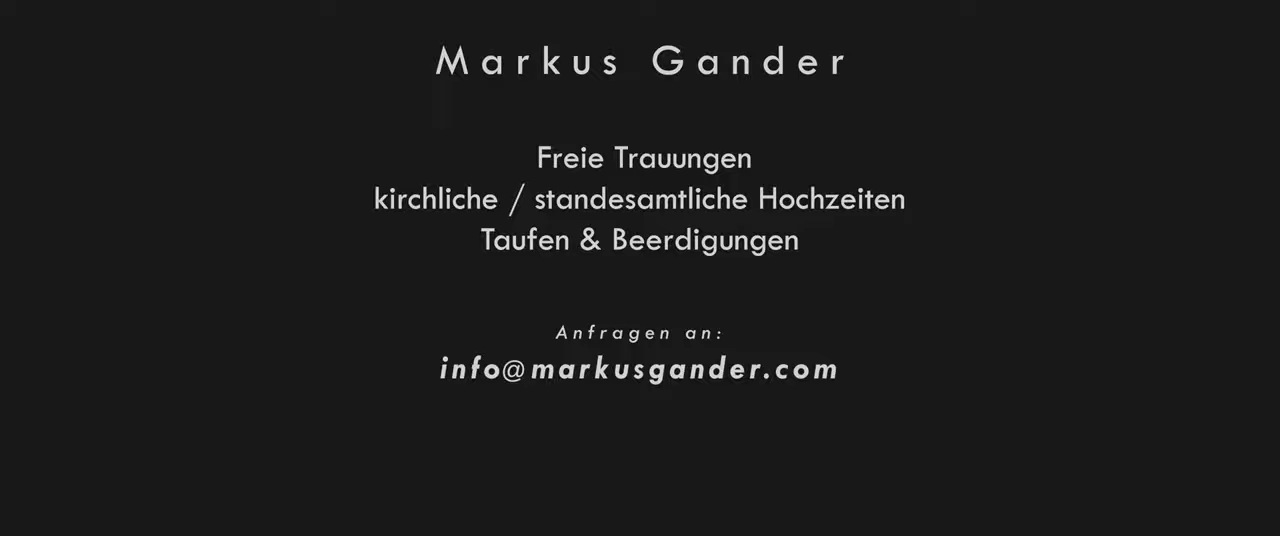 Markus Gander
Freie Trauungen
kirchliche / standesamtliche Hochzeiten
Taufen & Beerdigungen
Anfragen an:
info@markusgander.com